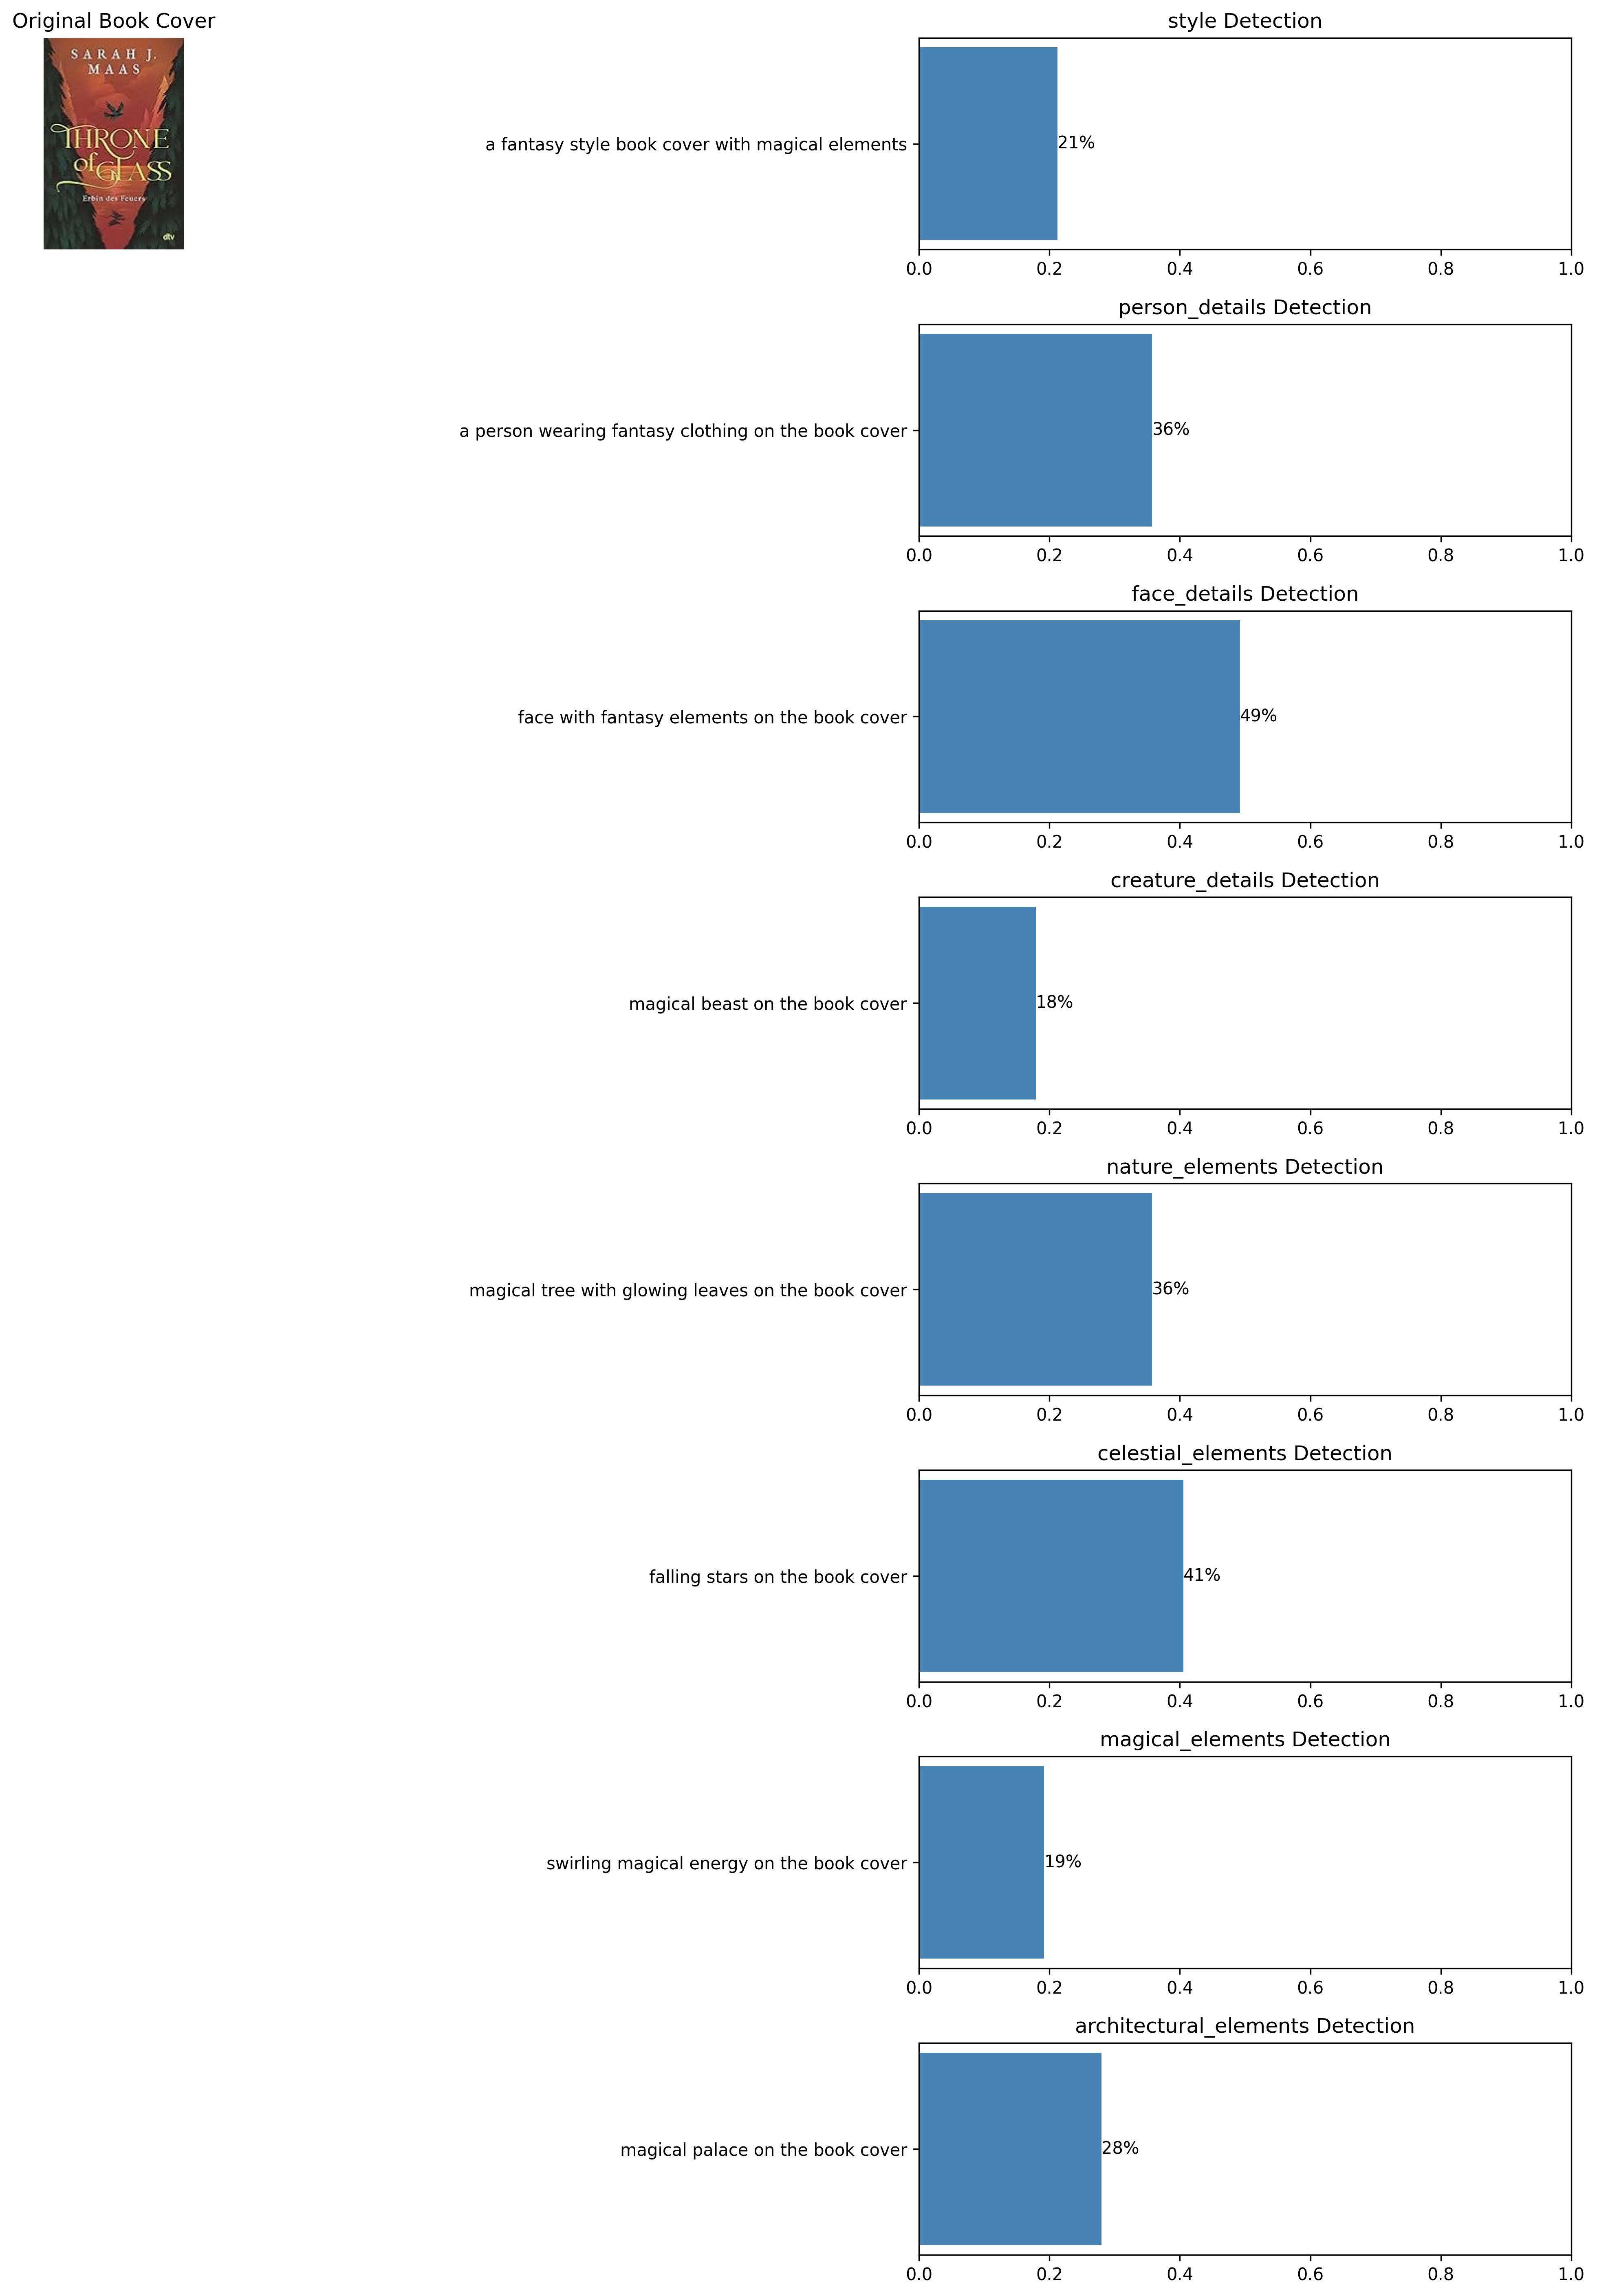 Original Book Cover
SARAH J.
MAAS
THRONE
of GLASS
Erbin des Feuers
dtv
style Detection
a fantasy style book cover with magical elements
21%
0.0 0.2 0.4 0.6 0.8 1.0
person_details Detection
a person wearing fantasy clothing on the book cover
36%
0.0 0.2 0.4 0.6 0.8 1.0
face_details Detection
face with fantasy elements on the book cover
49%
0.0 0.2 0.4 0.6 0.8 1.0
creature_details Detection
magical beast on the book cover
18%
0.0 0.2 0.4 0.6 0.8 1.0
nature_elements Detection
magical tree with glowing leaves on the book cover
36%
0.0 0.2 0.4 0.6 0.8 1.0
celestial_elements Detection
falling stars on the book cover
41%
0.0 0.2 0.4 0.6 0.8 1.0
magical_elements Detection
swirling magical energy on the book cover
19%
0.0 0.2 0.4 0.6 0.8 1.0
architectural_elements Detection
magical palace on the book cover
28%
0.0 0.2 0.4 0.6 0.8 1.0